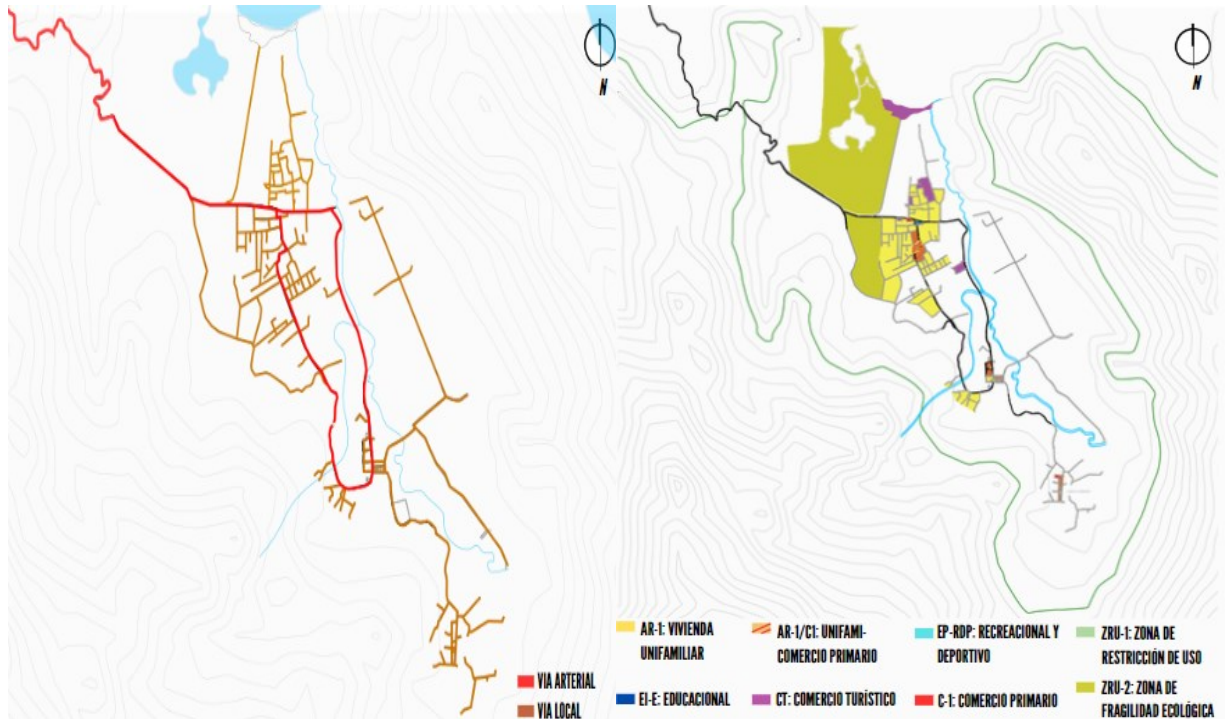 N
N
VIA ARTERIAL
VIA LOCAL
AR-1: VIVIENDA
UNIFAMILIAR
AR-1/C1: UNIFAMI-
COMERCIO PRIMARIO
EP-RDP: RECREACIONAL Y
DEPORTIVO
ZRU-1: ZONA DE
RESTRICCIÓN DE USO
EI-E: EDUCACIONAL
CT: COMERCIO TURÍSTICO
C-1: COMERCIO PRIMARIO
ZRU-2: ZONA DE
FRAGILIDAD ECOLÓGICA